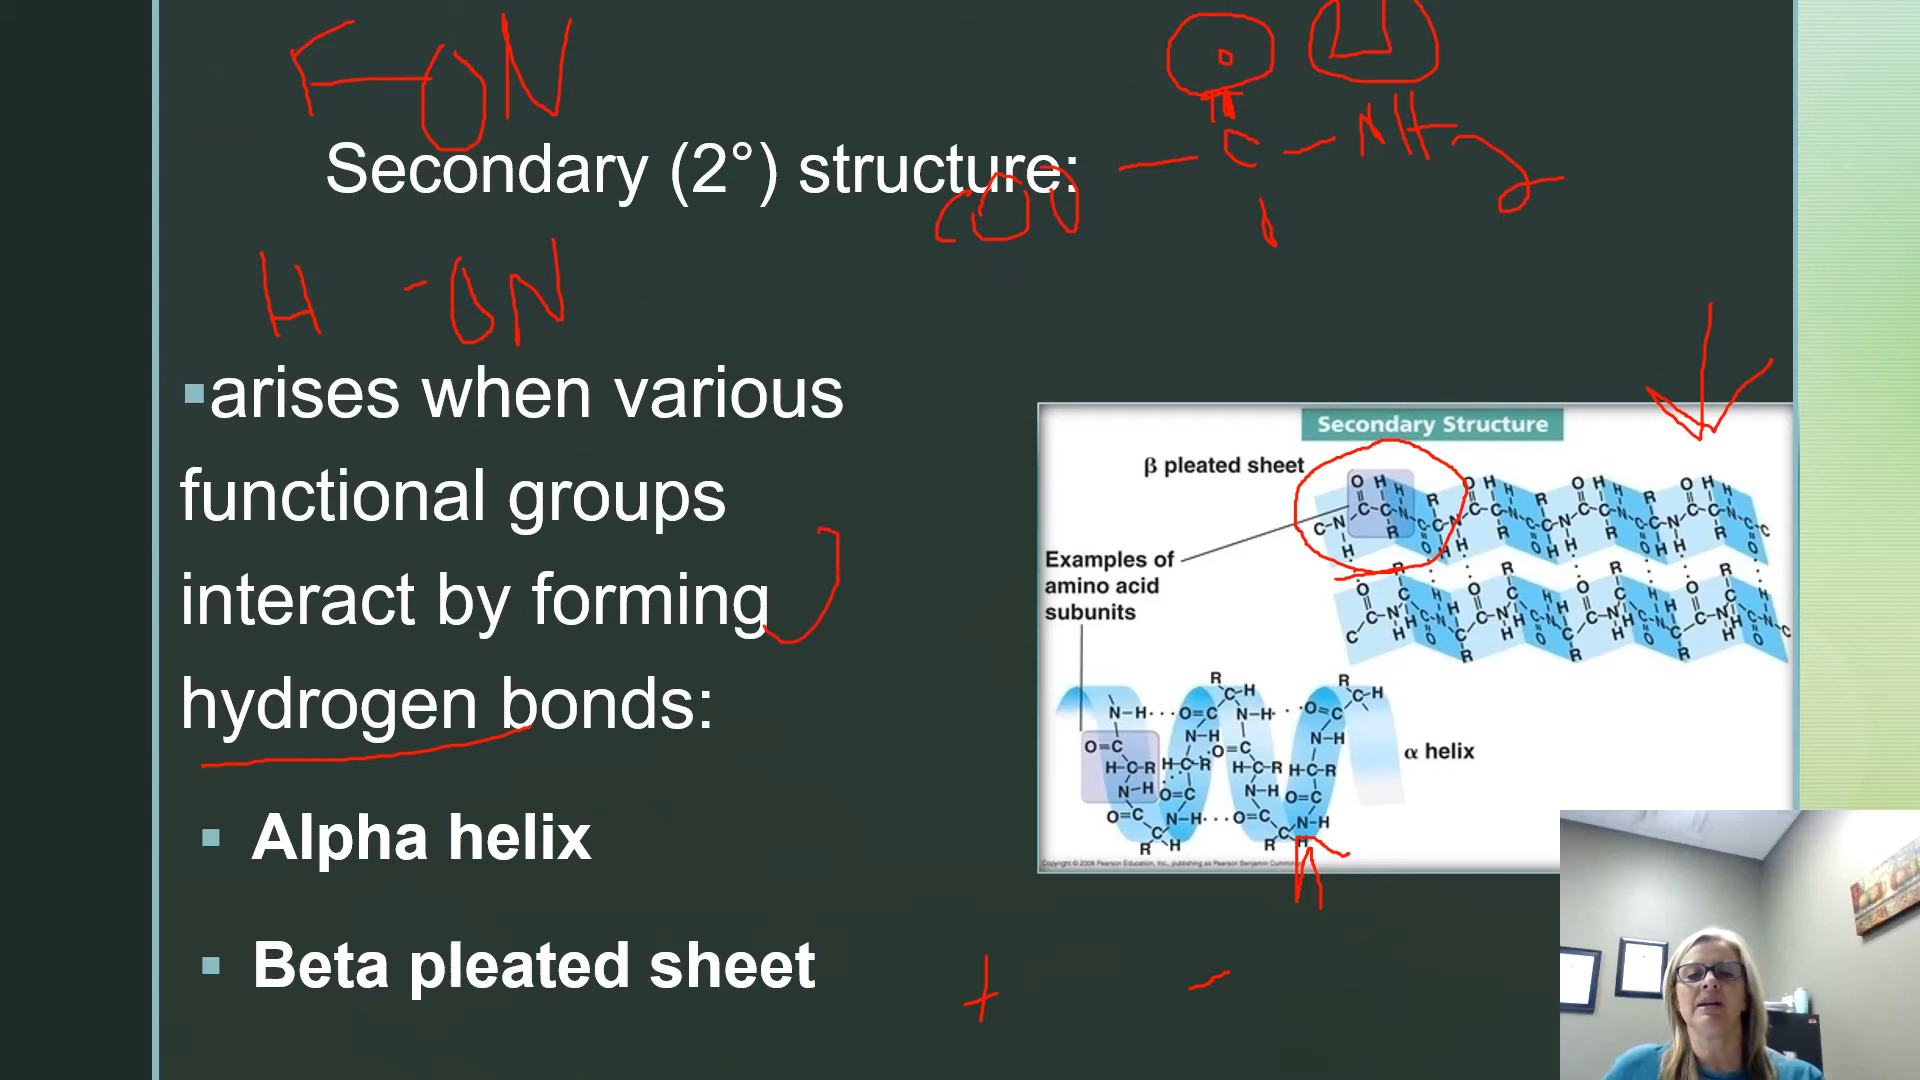 FON
O
C - NH2
Secondary (2°) structure:
COO
H - ON
▪arises when various
functional groups
interact by forming
hydrogen bonds:
▪ Alpha helix
▪ Beta pleated sheet
+ -
Secondary Structure
β pleated sheet
Examples of
amino acid
subunits
α helix